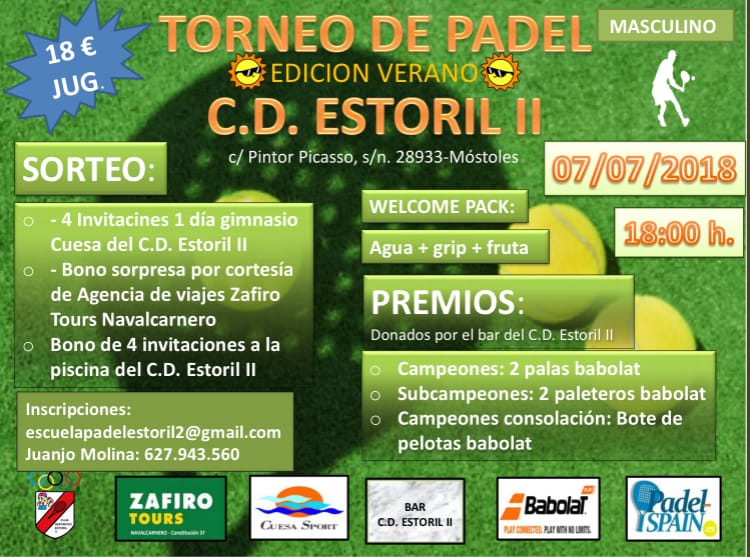 18 €
JUG.
TORNEO DE PADEL
EDICION VERANO
C.D. ESTORIL II
c/ Pintor Picasso, s/n. 28933-Móstoles
MASCULINO
07/07/2018
18:00 h.
SORTEO:
o - 4 Invitacines 1 día gimnasio
Cuesa del C.D. Estoril II
o - Bono sorpresa por cortesía
de Agencia de viajes Zafiro
Tours Navalcarnero
o Bono de 4 invitaciones a la
piscina del C.D. Estoril II
WELCOME PACK:
Agua + grip + fruta
PREMIOS:
Donados por el bar del C.D. Estoril II
o Campeones: 2 palas babolat
o Subcampeones: 2 paleteros babolat
o Campeones consolación: Bote de
pelotas babolat
Inscripciones:
escuelapadelestoril2@gmail.com
Juanjo Molina: 627.943.560
ZAFIRO
TOURS
NAVALCARNERO - Constitución 37
CUESA SPORT
BAR
C.D. ESTORIL II
BabolaT
PLAY CONNECTED. PLAY WITH NO LIMITS.
Padel
SPAIN